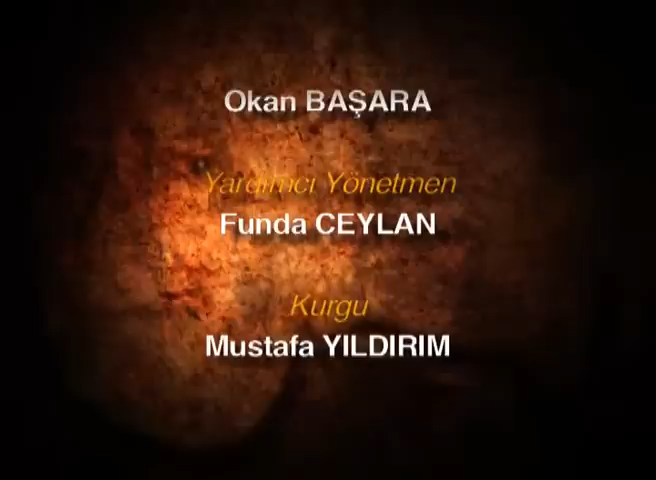 Okan BAŞARA
Yardımcı Yönetmen
Funda CEYLAN
Kurgu
Mustafa YILDIRIM